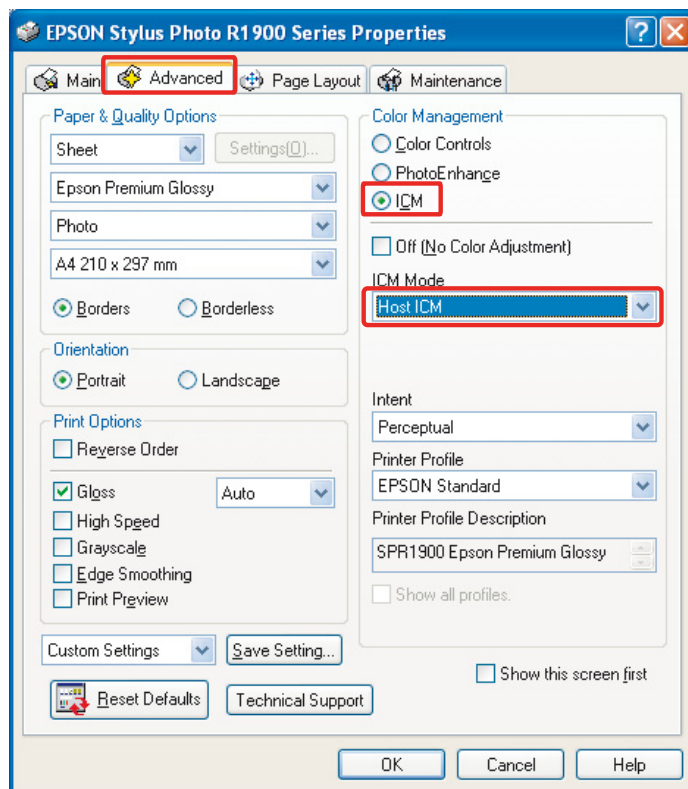 EPSON Stylus Photo R1900 Series Properties
Main Advanced Page Layout Maintenance
Paper & Quality Options
Sheet Settings(O)...
Epson Premium Glossy
Photo
A4 210 x 297 mm
Borders Borderless
Orientation
Portrait Landscape
Print Options
Reverse Order
Gloss Auto
High Speed
Grayscale
Edge Smoothing
Print Preview
Custom Settings Save Setting...
Reset Defaults Technical Support
Color Management
Color Controls
PhotoEnhance
ICM
Off (No Color Adjustment)
ICM Mode
Host ICM
Intent
Perceptual
Printer Profile
EPSON Standard
Printer Profile Description
SPR1900 Epson Premium Glossy
Show all profiles.
Show this screen first
OK Cancel Help